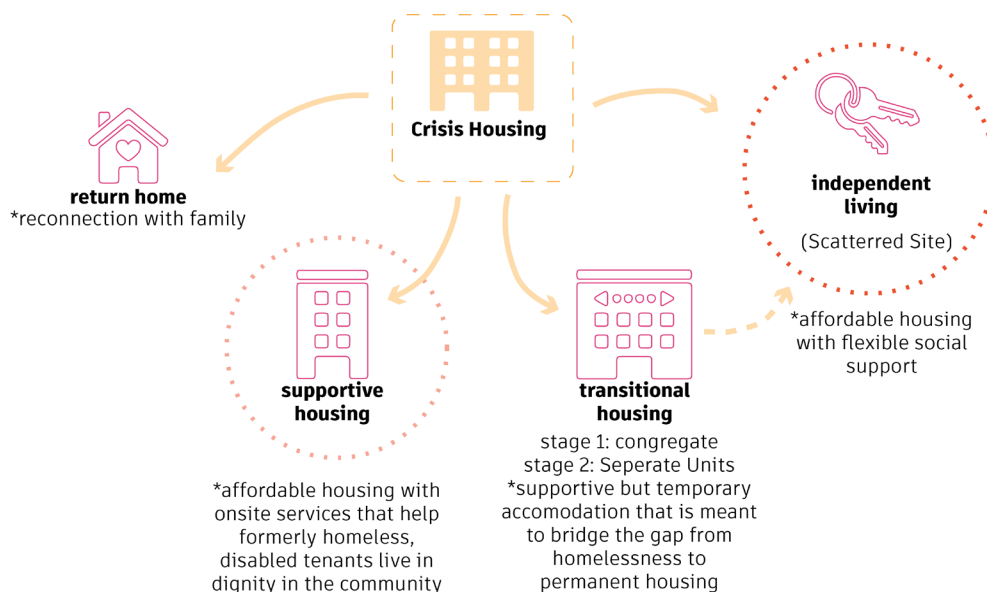 Crisis Housing
return home
*reconnection with family
independent
living
(Scatterred Site)
*affordable housing
with flexible social
support
supportive
housing
*affordable housing with
onsite services that help
formerly homeless,
disabled tenants live in
dignity in the community
transitional
housing
stage 1: congregate
stage 2: Seperate Units
*supportive but temporary
accomodation that is meant
to bridge the gap from
homelessness to
permanent housing